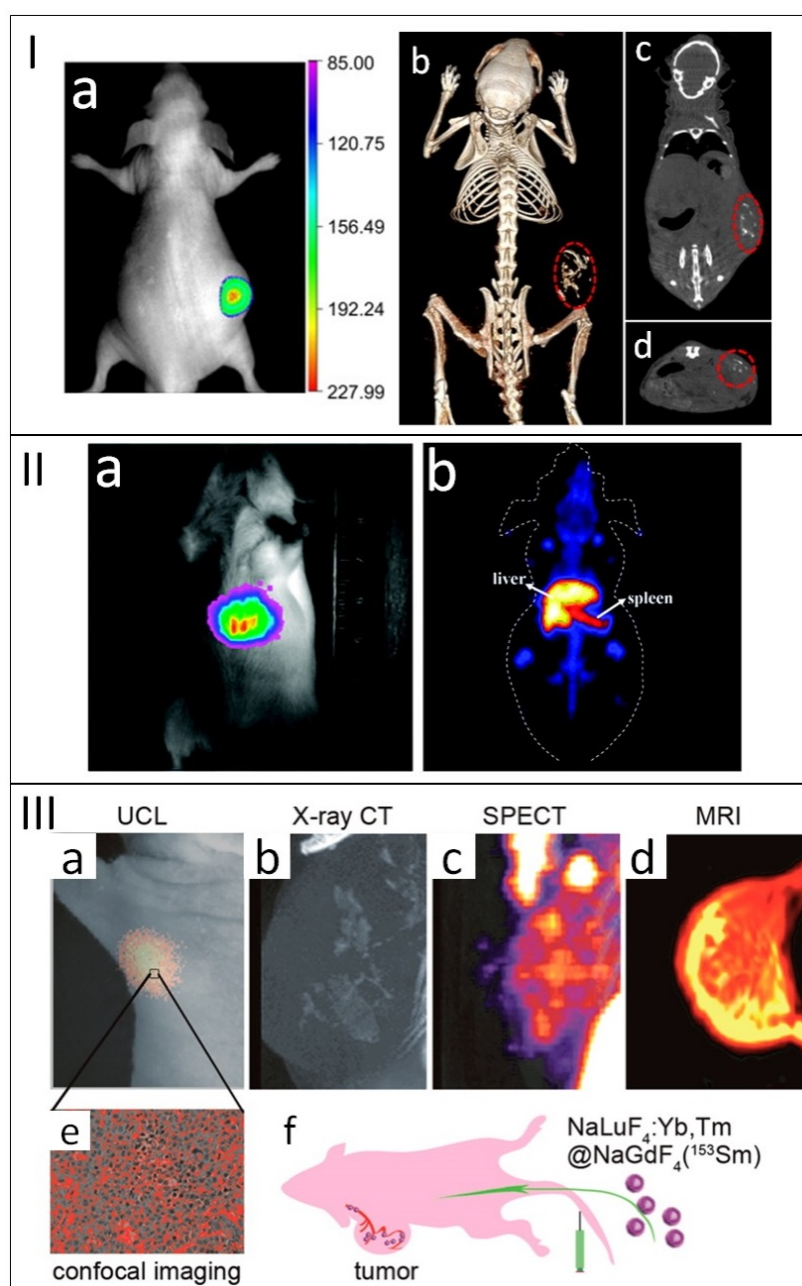 I
a
85.00
120.75
156.49
192.24
227.99
b
c
d
II
a
b
liver
spleen
III
UCL
X-ray CT
SPECT
MRI
a
b
c
d
e
confocal imaging
f
NaLuF₄:Yb,Tm
@NaGdF₄(¹⁵³Sm)
tumor